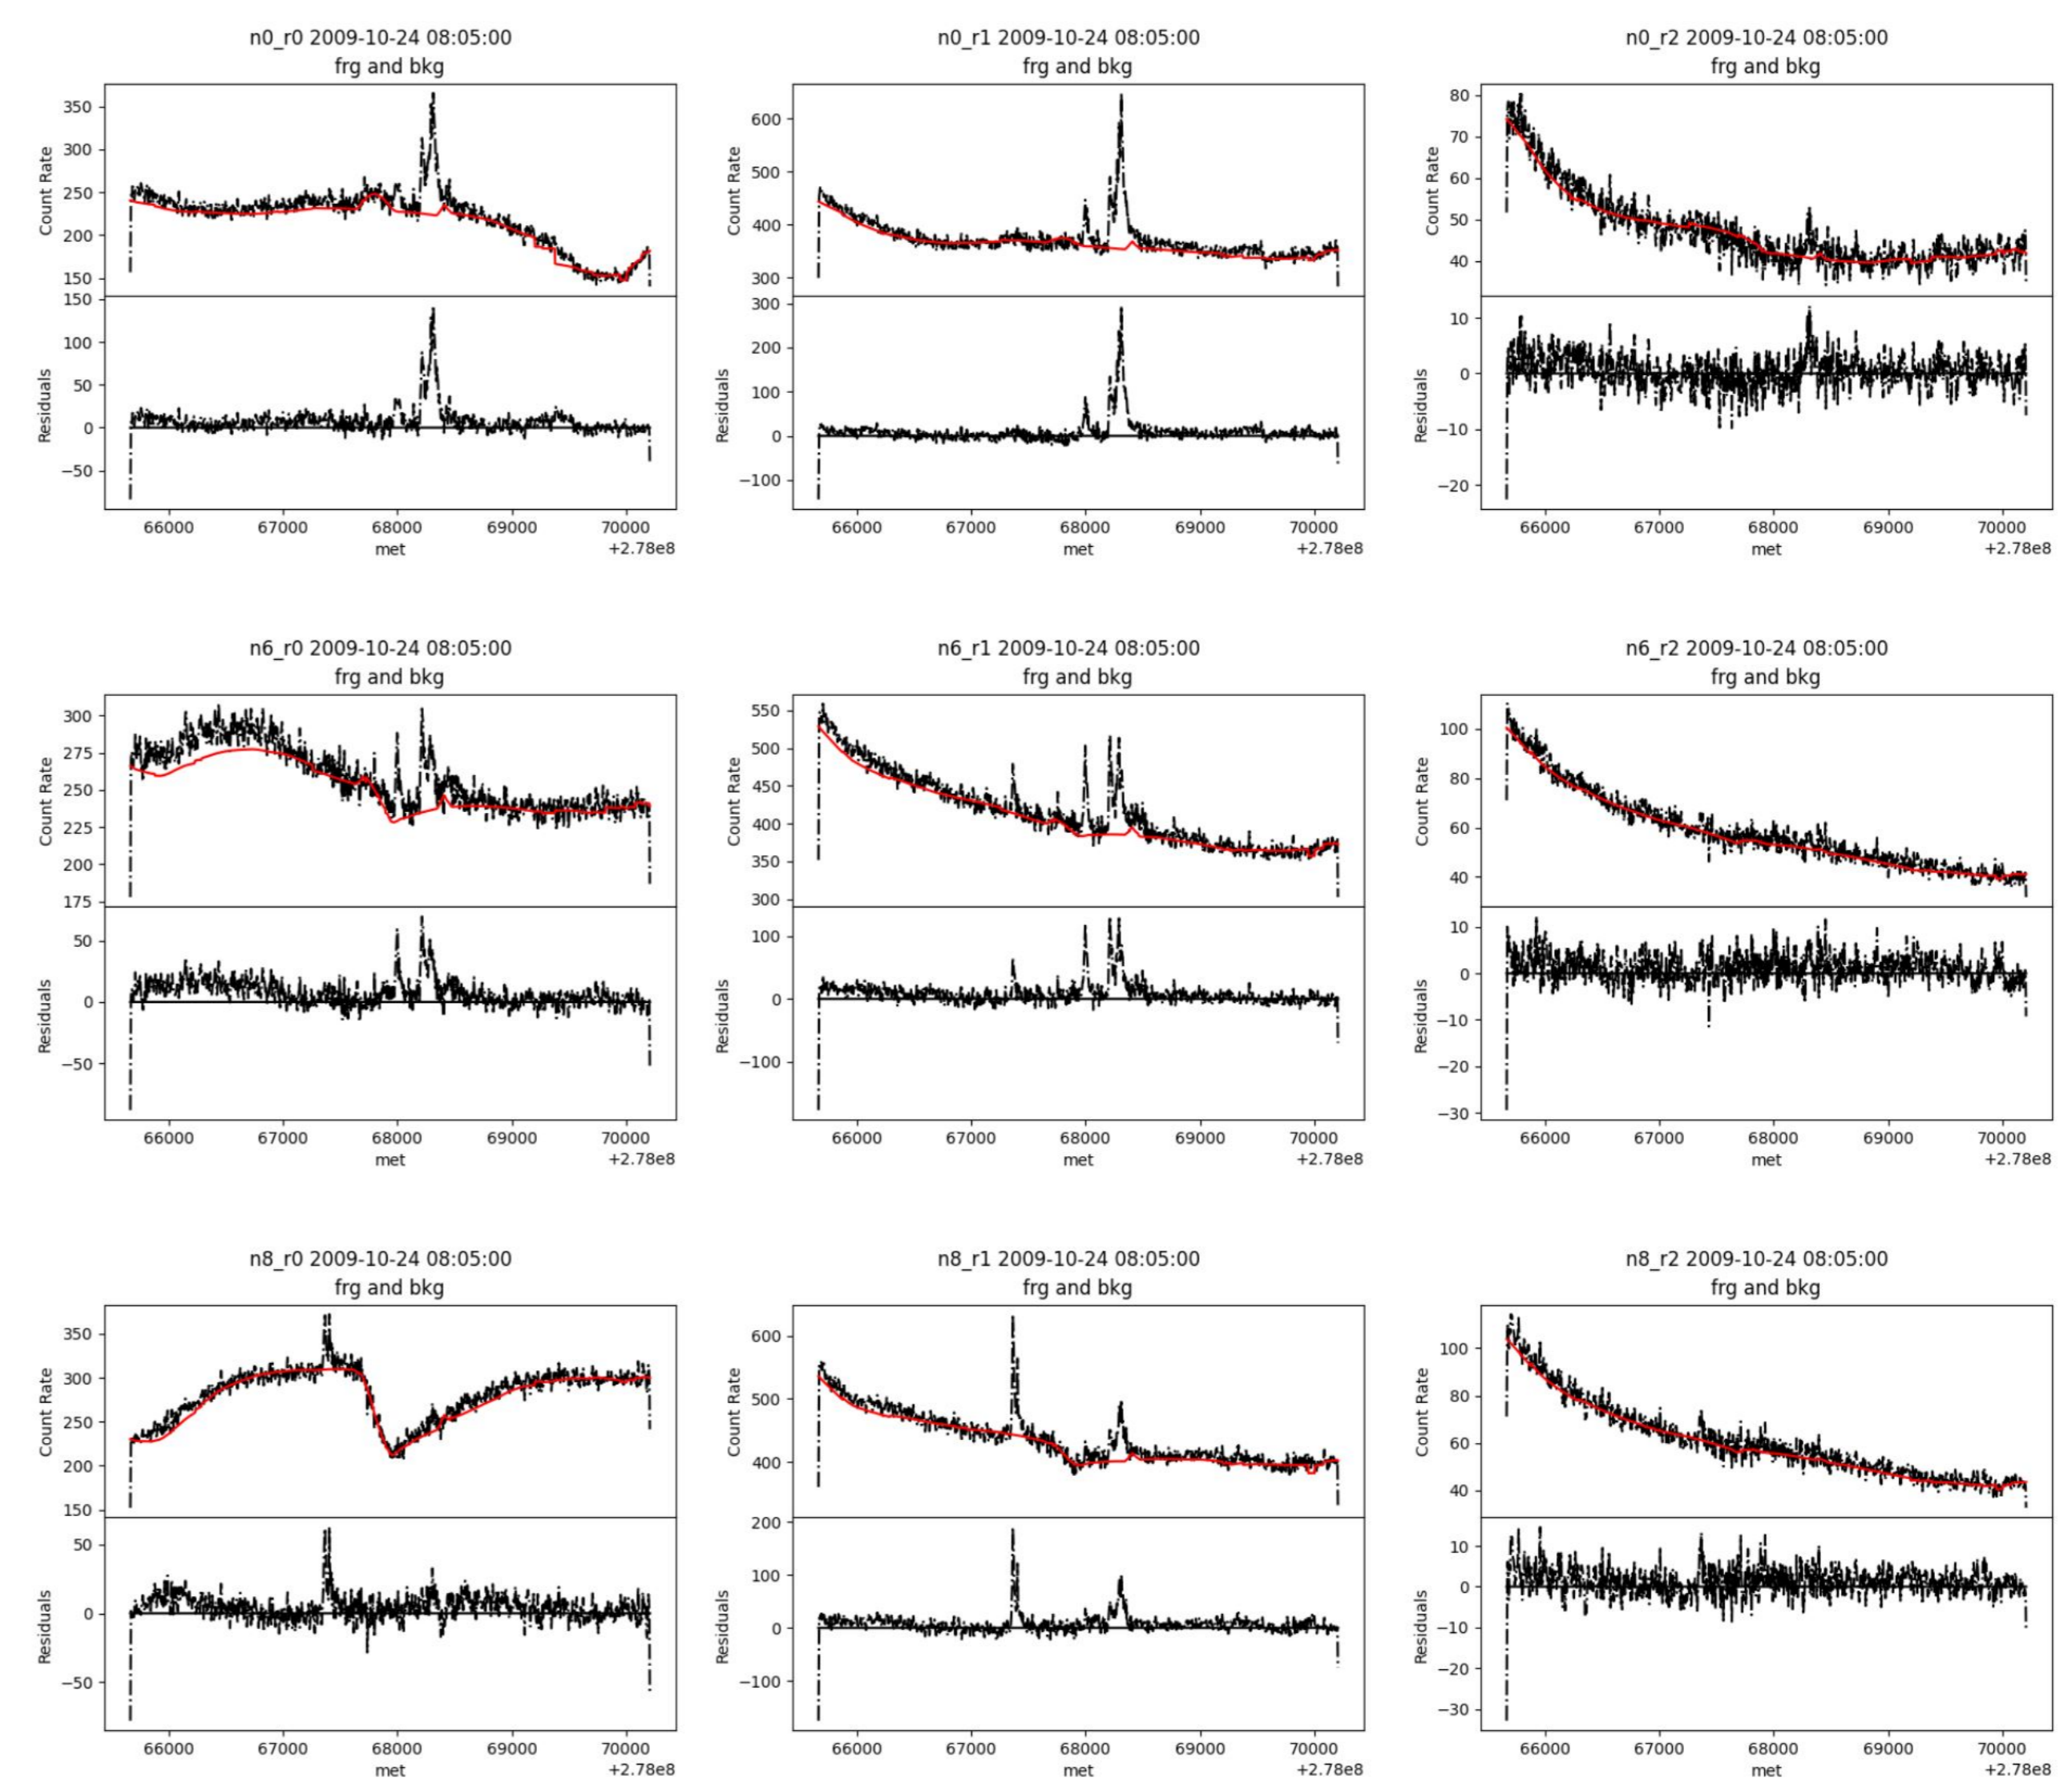 n0_r0 2009-10-24 08:05:00
frg and bkg
350
300
250
200
150
Count Rate
150
100
50
0
−50
Residuals
66000 67000 68000 69000 70000
met
+2.78e8
n0_r1 2009-10-24 08:05:00
frg and bkg
600
500
400
300
Count Rate
300
200
100
0
−100
Residuals
66000 67000 68000 69000 70000
met
+2.78e8
n0_r2 2009-10-24 08:05:00
frg and bkg
80
70
60
50
40
Count Rate
10
0
−10
−20
Residuals
66000 67000 68000 69000 70000
met
+2.78e8
n6_r0 2009-10-24 08:05:00
frg and bkg
300
275
250
225
200
175
Count Rate
50
0
−50
Residuals
66000 67000 68000 69000 70000
met
+2.78e8
n6_r1 2009-10-24 08:05:00
frg and bkg
550
500
450
400
350
300
Count Rate
100
0
−100
Residuals
66000 67000 68000 69000 70000
met
+2.78e8
n6_r2 2009-10-24 08:05:00
frg and bkg
100
80
60
40
Count Rate
10
0
−10
−20
−30
Residuals
66000 67000 68000 69000 70000
met
+2.78e8
n8_r0 2009-10-24 08:05:00
frg and bkg
350
300
250
200
150
Count Rate
50
0
−50
Residuals
66000 67000 68000 69000 70000
met
+2.78e8
n8_r1 2009-10-24 08:05:00
frg and bkg
600
500
400
Count Rate
200
100
0
−100
Residuals
66000 67000 68000 69000 70000
met
+2.78e8
n8_r2 2009-10-24 08:05:00
frg and bkg
100
80
60
40
Count Rate
10
0
−10
−20
−30
Residuals
66000 67000 68000 69000 70000
met
+2.78e8